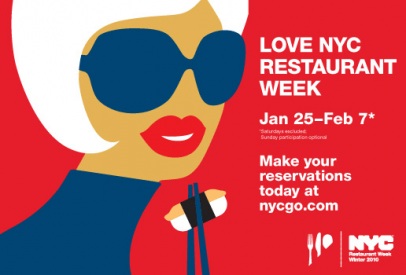 LOVE NYC
RESTAURANT
WEEK
Jan 25–Feb 7*
*Saturdays excluded,
Sunday participation optional
Make your
reservations
today at
nycgo.com
NYC
Restaurant Week
Winter 2010